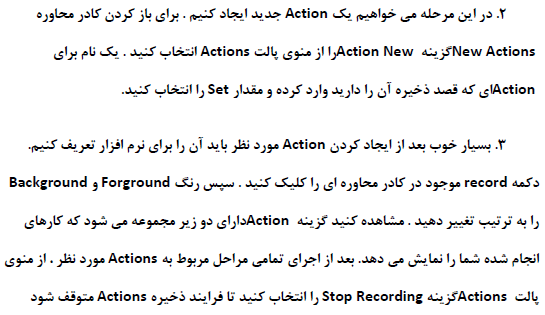 ۲. در این مرحله می خواهیم یک Action جدید ایجاد کنیم . برای باز کردن کادر محاوره
New Actionsگزینه Action Newرا از منوی پالت Actions انتخاب کنید . یک نام برای
Actionای که قصد ذخیره آن را دارید وارد کرده و مقدار Set را انتخاب کنید.
۳. بسیار خوب بعد از ایجاد کردن Action مورد نظر باید آن را برای نرم افزار تعریف کنیم.
دکمه record موجود در کادر محاوره ای را کلیک کنید . سپس رنگ Forground و Background
را به ترتیب تغییر دهید . مشاهده کنید گزینه Actionدارای دو زیر مجموعه می شود که کارهای
انجام شده شما را نمایش می دهد. بعد از اجرای تمامی مراحل مربوط به Actions مورد نظر ، از منوی
پالت Actionsگزینه Stop Recording را انتخاب کنید تا فرایند ذخیره Actions متوقف شود